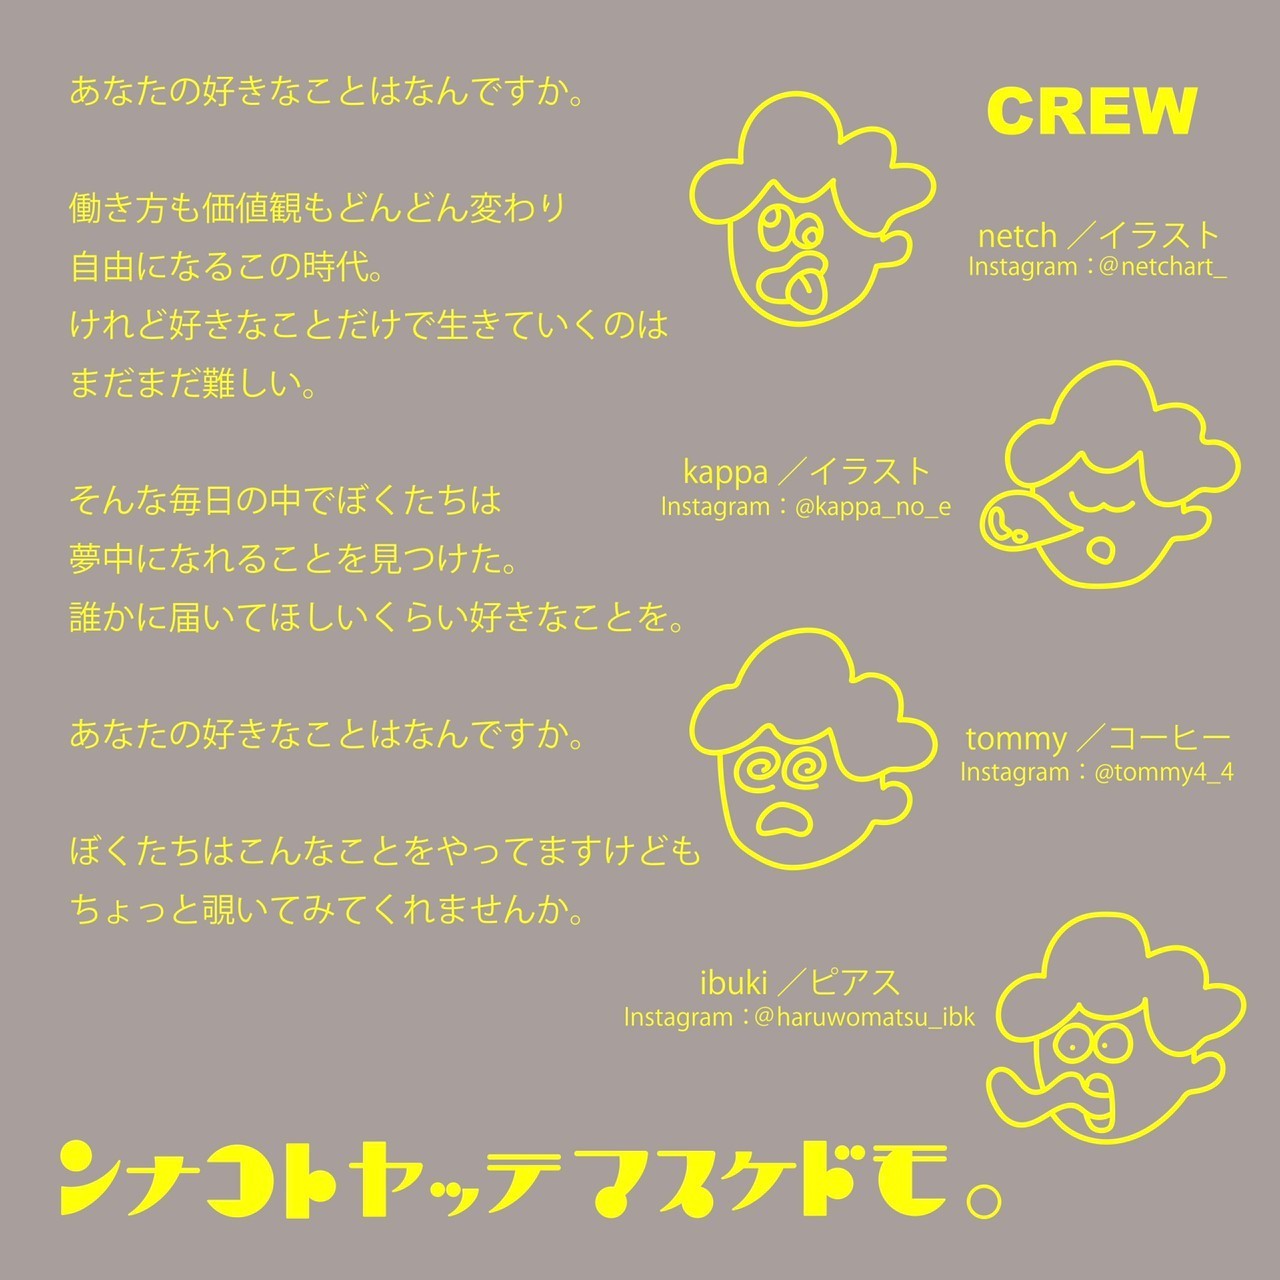 あなたの好きなことはなんですか。
働き方も価値観もどんどん変わり
自由になるこの時代。
けれど好きなことだけで生きていくのは
まだまだ難しい。
そんな毎日の中でぼくたちは
夢中になれることを見つけた。
誰かに届いてほしいくらい好きなことを。
あなたの好きなことはなんですか。
ぼくたちはこんなことをやってますけども
ちょっと覗いてみてくれませんか。
CREW
netch ／イラスト
Instagram：@netchart_
kappa ／イラスト
Instagram：@kappa_no_e
tommy ／コーヒー
Instagram：@tommy4_4
ibuki ／ピアス
Instagram：@haruwomatsu_ibk
ンナコトヤッテマスケドモ。